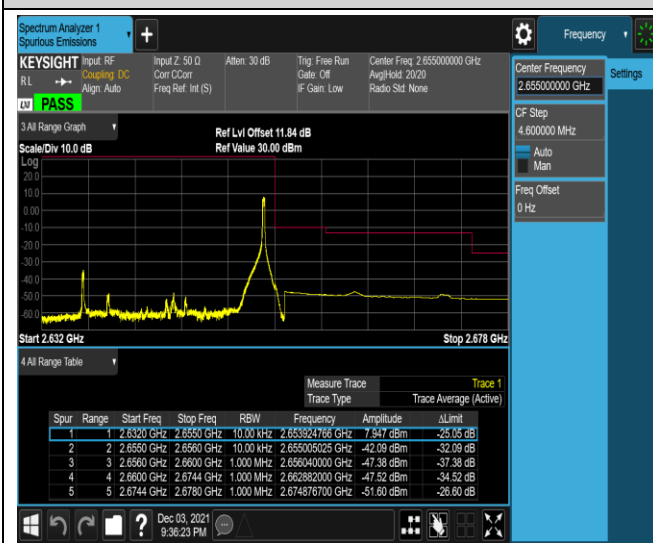 Spectrum Analyzer 1
Spurious Emissions
+
Frequency
KEYSIGHT Input: RF Input Z: 50 Ω Atten: 30 dB Trig: Free Run Center Freq: 2.655000000 GHz
RL Coupling: DC Corr CCorr Gate: Off Avg|Hold: 20/20
Align: Auto Freq Ref: Int (S) IF Gain: Low Radio Std: None
LXI PASS
Center Frequency
2.655000000 GHz
Settings
CF Step
4.600000 MHz
Auto
Man
Freq Offset
0 Hz
3 All Range Graph
Ref Lvl Offset 11.84 dB
Scale/Div 10.0 dB Ref Value 30.00 dBm
Log
20.0
10.0
0.00
-10.0
-20.0
-30.0
-40.0
-50.0
-60.0
Start 2.632 GHz Stop 2.678 GHz
4 All Range Table
Measure Trace Trace 1
Trace Type Trace Average (Active)
Spur Range Start Freq Stop Freq RBW Frequency Amplitude ΔLimit
1 1 2.6320 GHz 2.6550 GHz 10.00 kHz 2.653924766 GHz 7.947 dBm -25.05 dB
2 2 2.6550 GHz 2.6560 GHz 10.00 kHz 2.655005025 GHz -42.09 dBm -32.09 dB
3 3 2.6560 GHz 2.6600 GHz 1.000 MHz 2.656040000 GHz -47.38 dBm -37.38 dB
4 4 2.6600 GHz 2.6744 GHz 1.000 MHz 2.662882000 GHz -47.52 dBm -34.52 dB
5 5 2.6744 GHz 2.6780 GHz 1.000 MHz 2.674876700 GHz -51.60 dBm -26.60 dB
?
Dec 03, 2021
9:36:23 PM